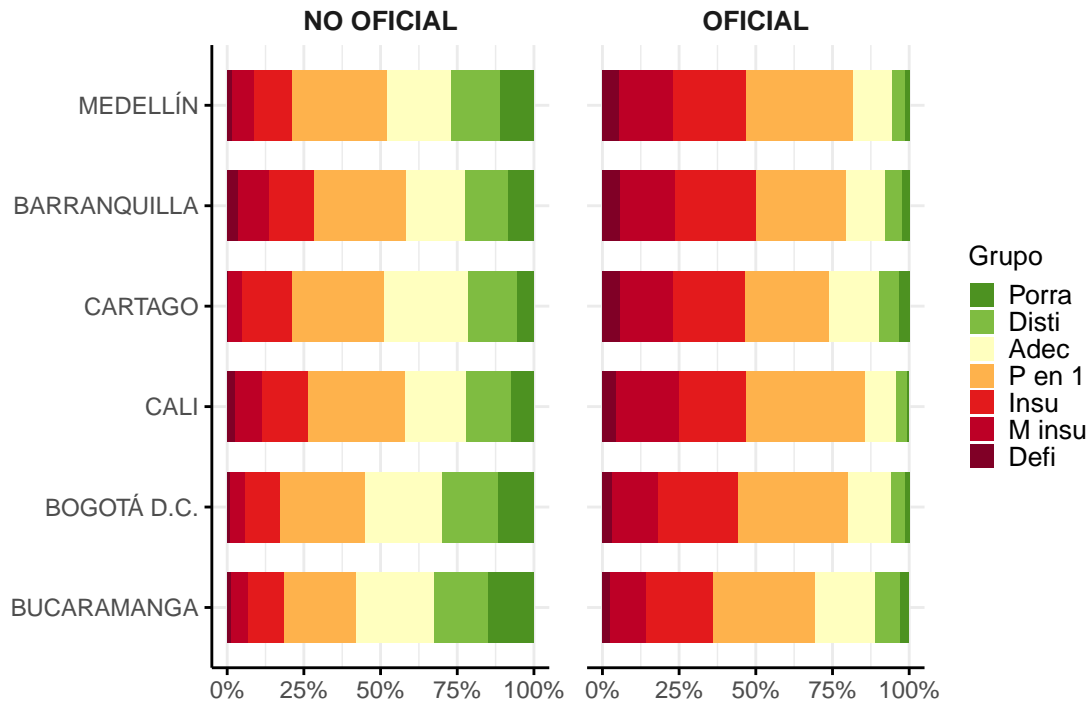 NO OFICIAL
OFICIAL
MEDELLÍN
BARRANQUILLA
CARTAGO
CALI
BOGOTÁ D.C.
BUCARAMANGA
0% 25% 50% 75% 100%
0% 25% 50% 75% 100%
Grupo
Porra
Disti
Adec
P en 1
Insu
M insu
Defi